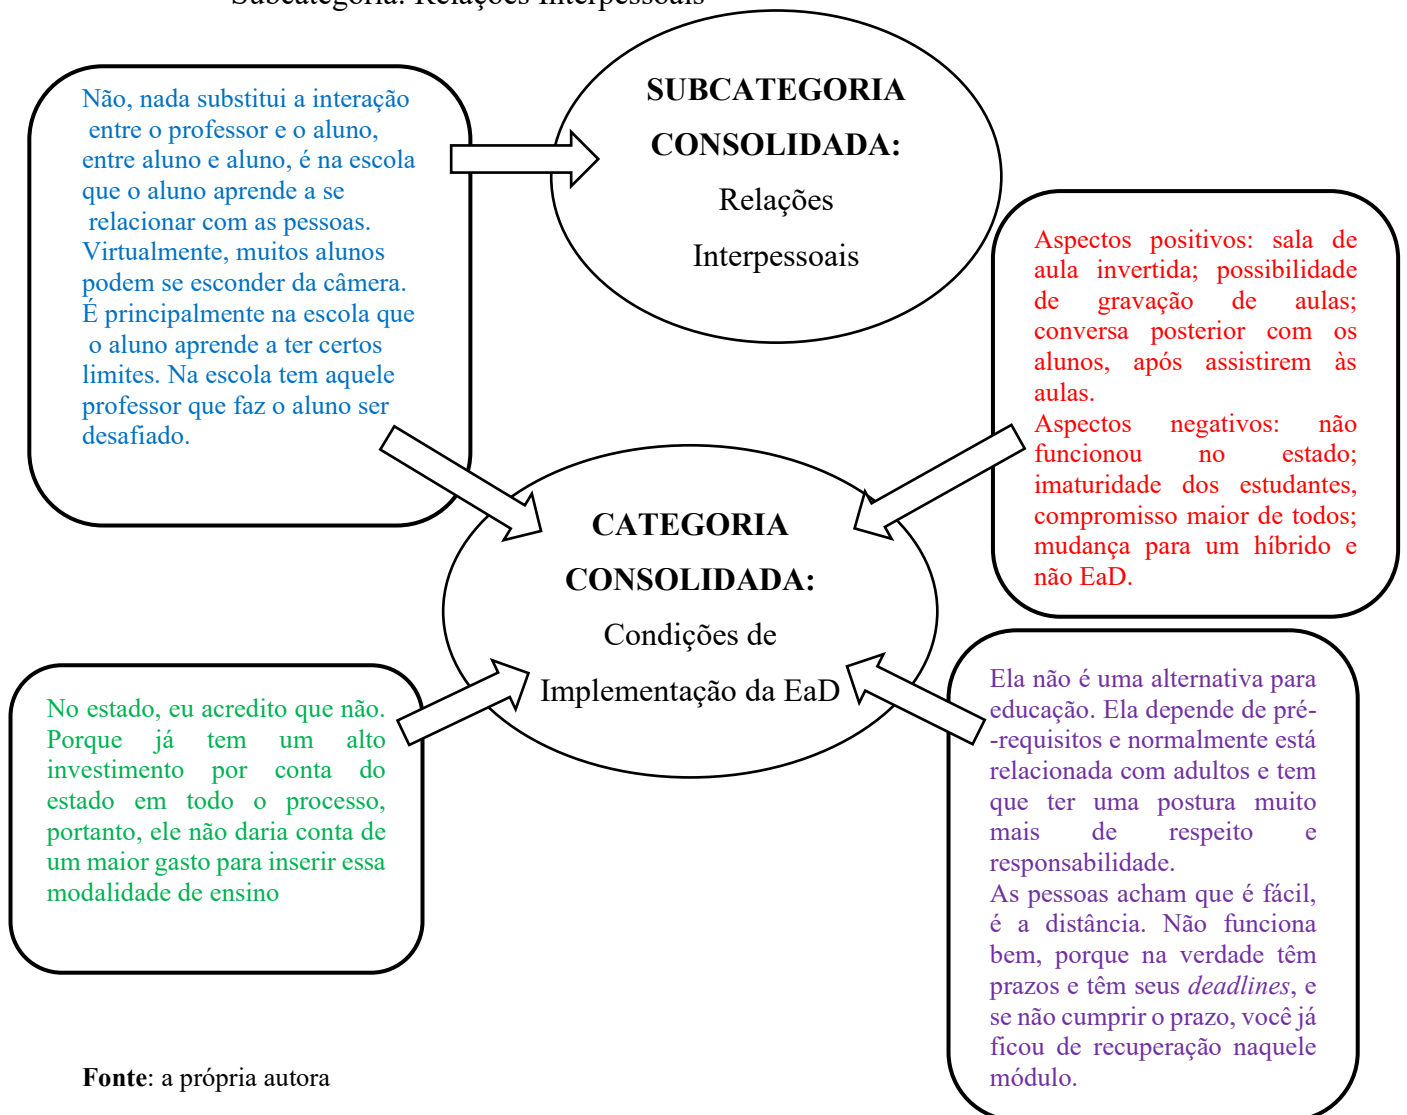 Subcategoria: Relações Interpessoais
Não, nada substitui a interação
entre o professor e o aluno,
entre aluno e aluno, é na escola
que o aluno aprende a se
relacionar com as pessoas.
Virtualmente, muitos alunos
podem se esconder da câmera.
É principalmente na escola que
o aluno aprende a ter certos
limites. Na escola tem aquele
professor que faz o aluno ser
desafiado.
SUBCATEGORIA
CONSOLIDADA:
Relações
Interpessoais
Aspectos positivos: sala de
aula invertida; possibilidade
de gravação de aulas;
conversa posterior com os
alunos, após assistirem às
aulas.
Aspectos negativos: não
funcionou no estado;
imaturidade dos estudantes,
compromisso maior de todos;
mudança para um híbrido e
não EaD.
CATEGORIA
CONSOLIDADA:
Condições de
Implementação da EaD
No estado, eu acredito que não.
Porque já tem um alto
investimento por conta do
estado em todo o processo,
portanto, ele não daria conta de
um maior gasto para inserir essa
modalidade de ensino
Ela não é uma alternativa para
educação. Ela depende de pré-
-requisitos e normalmente está
relacionada com adultos e tem
que ter uma postura muito
mais de respeito e
responsabilidade.
As pessoas acham que é fácil,
é a distância. Não funciona
bem, porque na verdade têm
prazos e têm seus deadlines, e
se não cumprir o prazo, você já
ficou de recuperação naquele
módulo.
Fonte: a própria autora